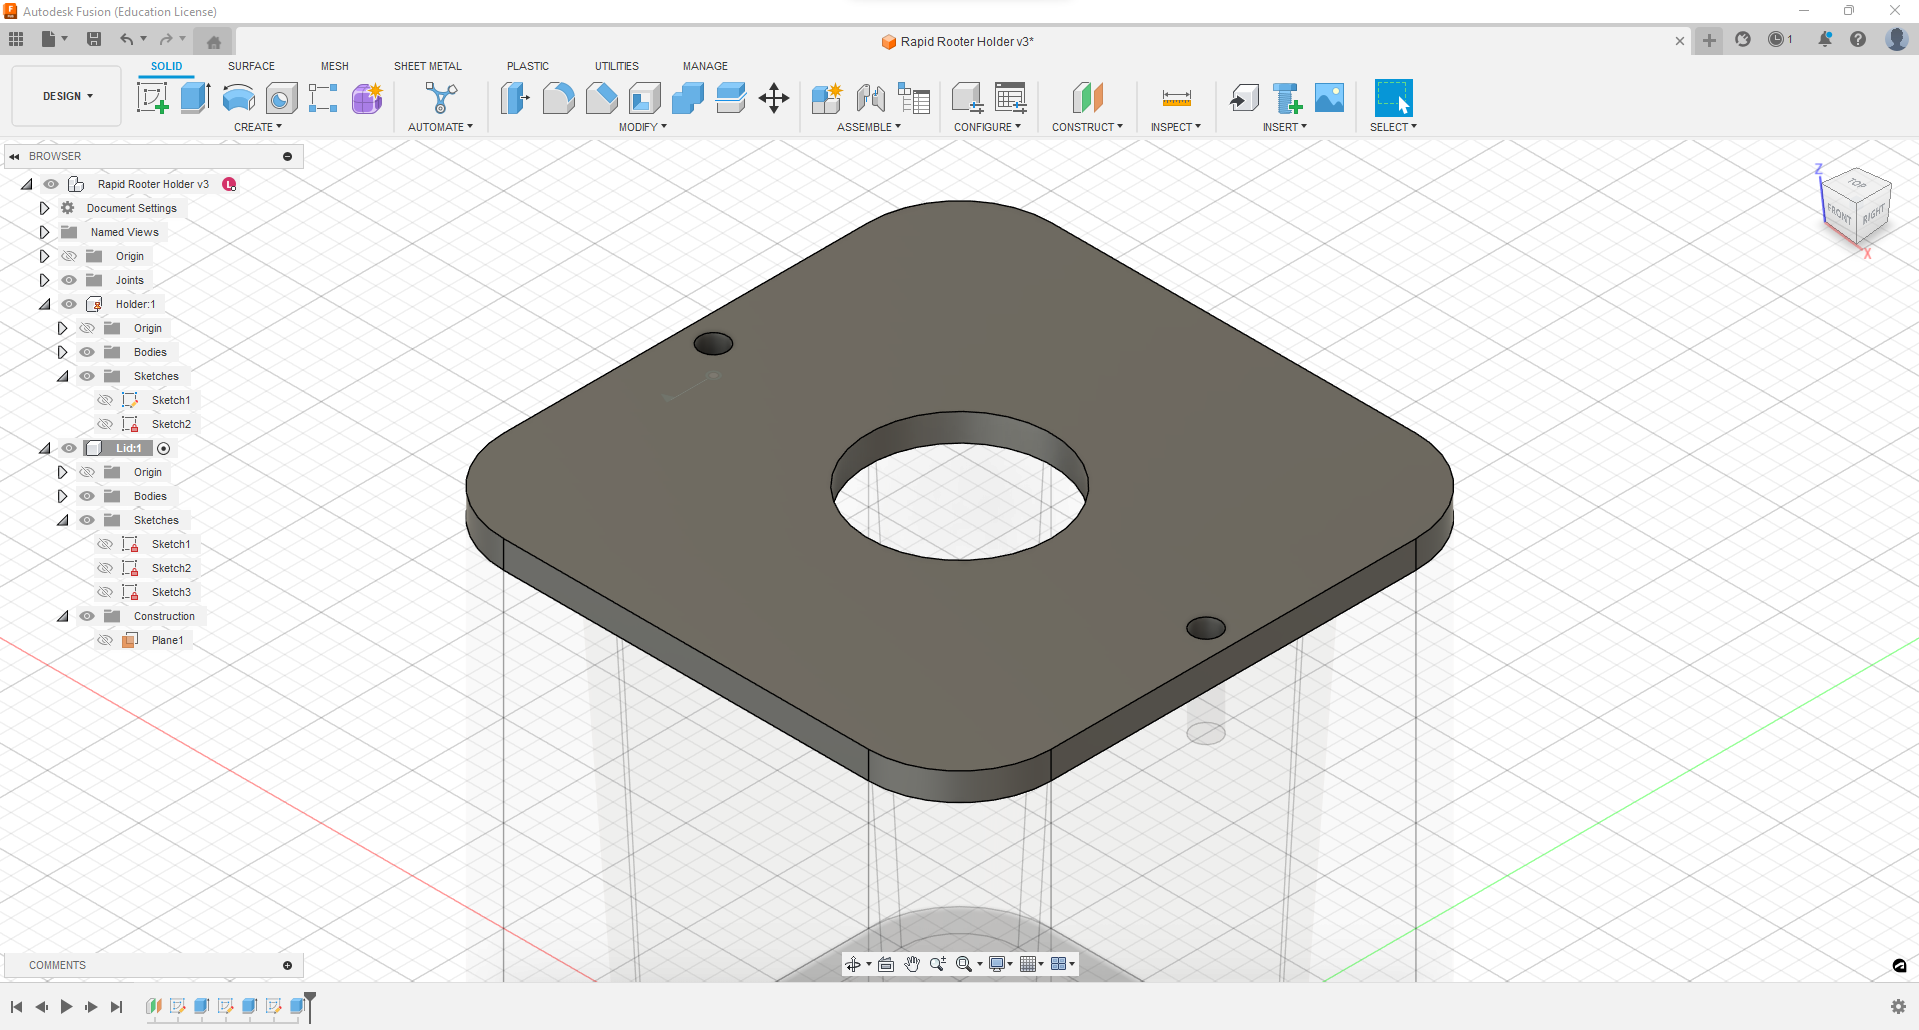 Autodesk Fusion (Education License)
Rapid Rooter Holder v3*
1
SOLID SURFACE MESH SHEET METAL PLASTIC UTILITIES MANAGE
DESIGN
CREATE AUTOMATE MODIFY ASSEMBLE CONFIGURE CONSTRUCT INSPECT INSERT SELECT
BROWSER
Rapid Rooter Holder v3
L
Document Settings
Named Views
Origin
Joints
Holder:1
Origin
Bodies
Sketches
Sketch1
Sketch2
Lid:1
Origin
Bodies
Sketches
Sketch1
Sketch2
Sketch3
Construction
Plane1
Z
TOP
FRONT RIGHT
X
COMMENTS